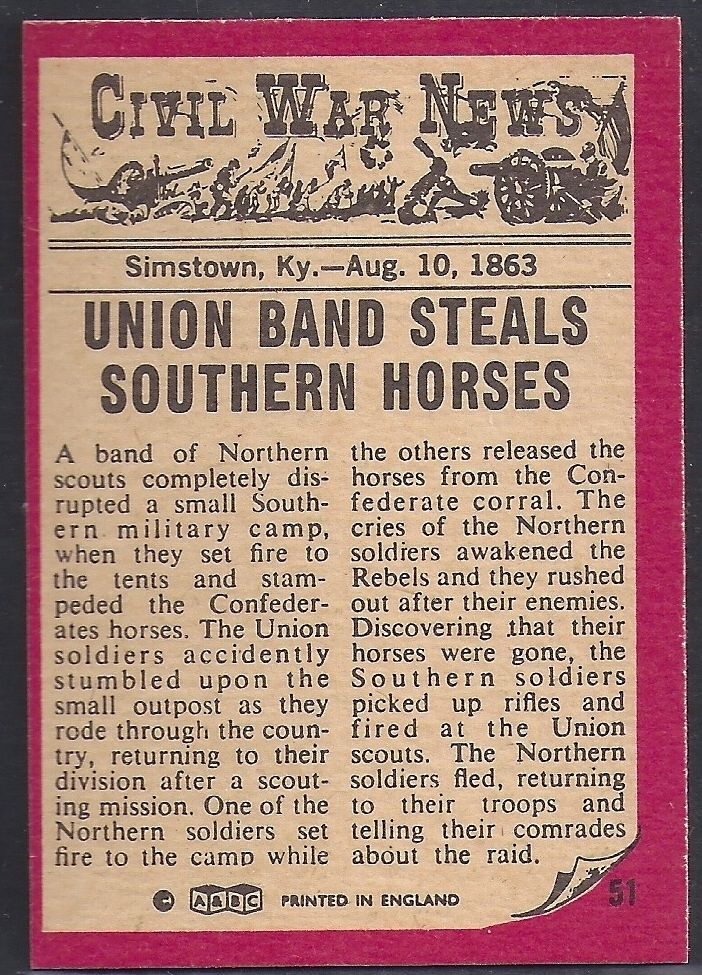 CIVIL WAR NEWS
Simstown, Ky.—Aug. 10, 1863
UNION BAND STEALS
SOUTHERN HORSES
A band of Northern
scouts completely dis-
rupted a small South-
ern military camp,
when they set fire to
the tents and stam-
peded the Confeder-
ates horses. The Union
soldiers accidently
stumbled upon the
small outpost as they
rode through the coun-
try, returning to their
division after a scout-
ing mission. One of the
Northern soldiers set
fire to the camp while
the others released the
horses from the Con-
federate corral. The
cries of the Northern
soldiers awakened the
Rebels and they rushed
out after their enemies.
Discovering that their
horses were gone, the
Southern soldiers
picked up rifles and
fired at the Union
scouts. The Northern
soldiers fled, returning
to their troops and
telling their comrades
about the raid.
© A&BC PRINTED IN ENGLAND
51